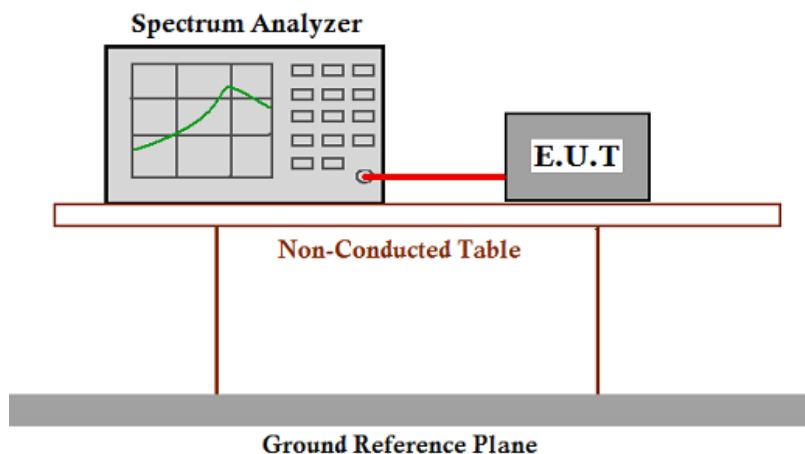 Spectrum Analyzer
E.U.T
Non-Conducted Table
Ground Reference Plane